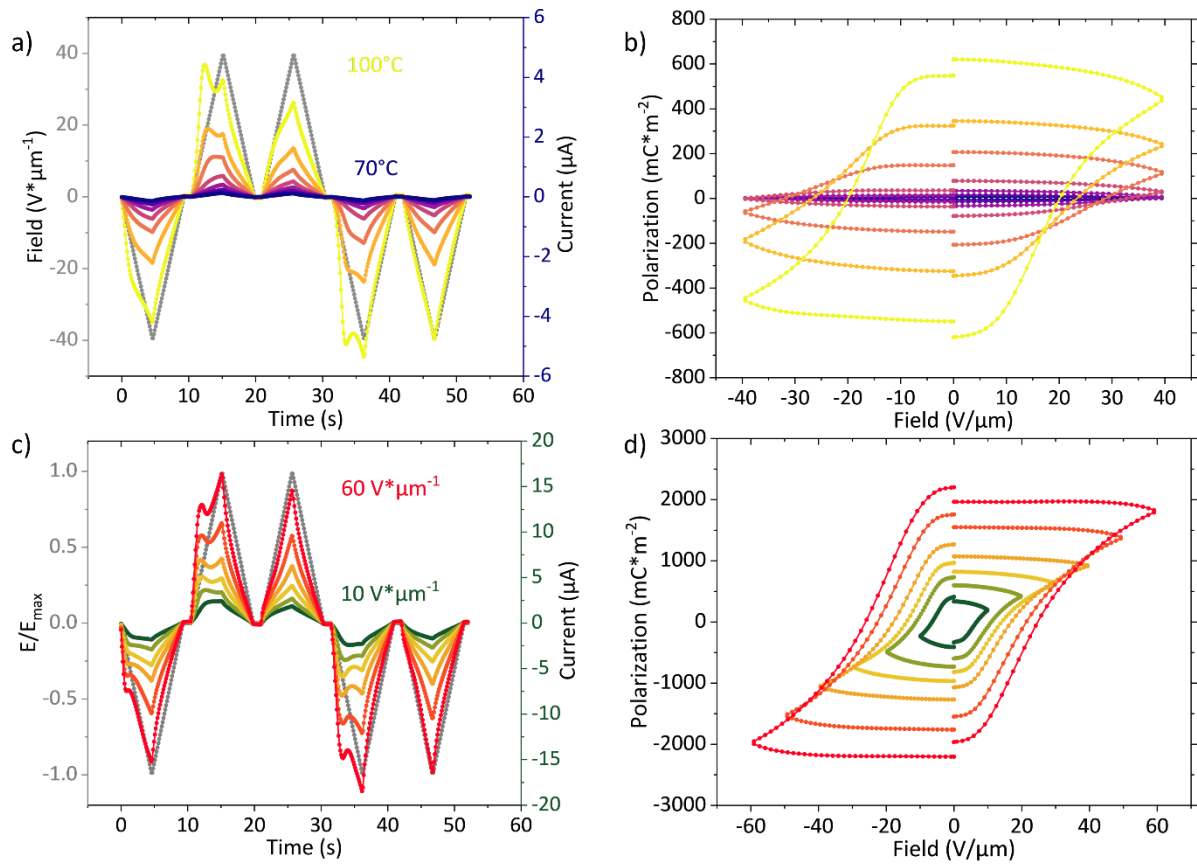 a)
100°C
70°C
Field (V*µm⁻¹)
40
20
0
-20
-40
Current (µA)
6
4
2
0
-2
-4
-6
0 10 20 30 40 50 60
Time (s)
b)
Polarization (mC*m⁻²)
800
600
400
200
0
-200
-400
-600
-800
-40 -30 -20 -10 0 10 20 30 40
Field (V/µm)
c)
60 V*µm⁻¹
10 V*µm⁻¹
E/Emax
1.0
0.5
0.0
-0.5
-1.0
Current (µA)
20
15
10
5
0
-5
-10
-15
-20
0 10 20 30 40 50 60
Time (s)
d)
Polarization (mC*m⁻²)
3000
2000
1000
0
-1000
-2000
-3000
-60 -40 -20 0 20 40 60
Field (V/µm)